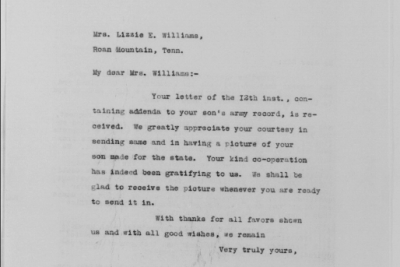 Mrs. Lizzie E. Williams,
Roan Mountain, Tenn.
My dear Mrs. Williams:-
Your letter of the 12th inst., con-
taining addenda to your son's army record, is re-
ceived. We greatly appreciate your courtesy in
sending same and in having a picture of your
son made for the state. Your kind co-operation
has indeed been gratifying to us. We shall be
glad to receive the picture whenever you are ready
to send it in.
With thanks for all favors shown
us and with all good wishes, we remain
Very truly yours,